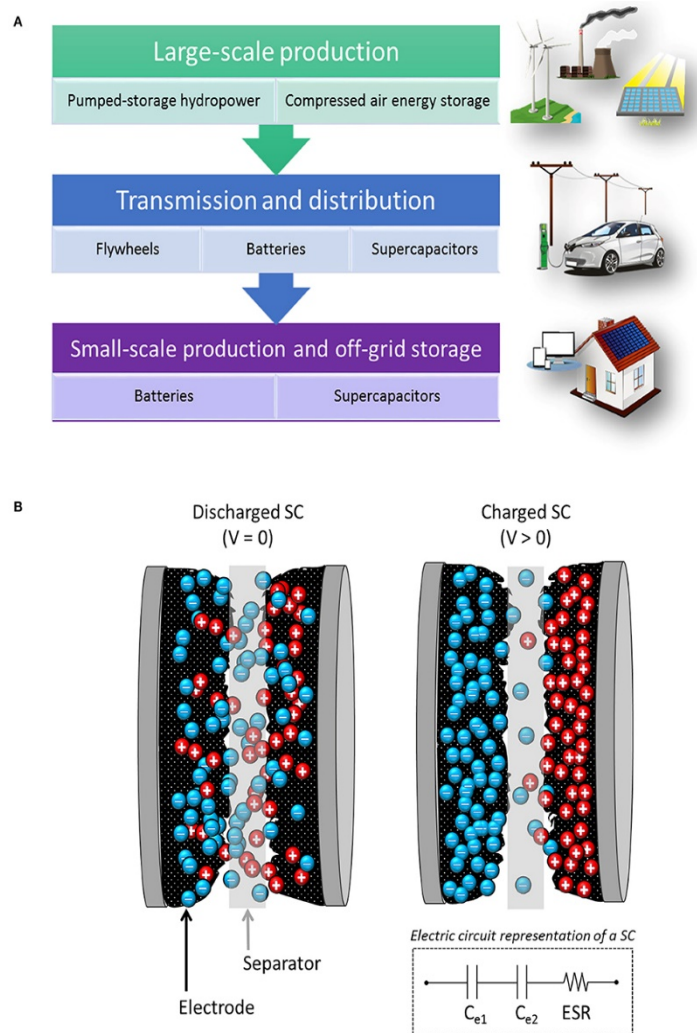 A
Large-scale production
Pumped-storage hydropower
Compressed air energy storage
Transmission and distribution
Flywheels
Batteries
Supercapacitors
Small-scale production and off-grid storage
Batteries
Supercapacitors
B
Discharged SC
(V = 0)
Charged SC
(V > 0)
Separator
Electrode
Electric circuit representation of a SC
Ce1
Ce2
ESR